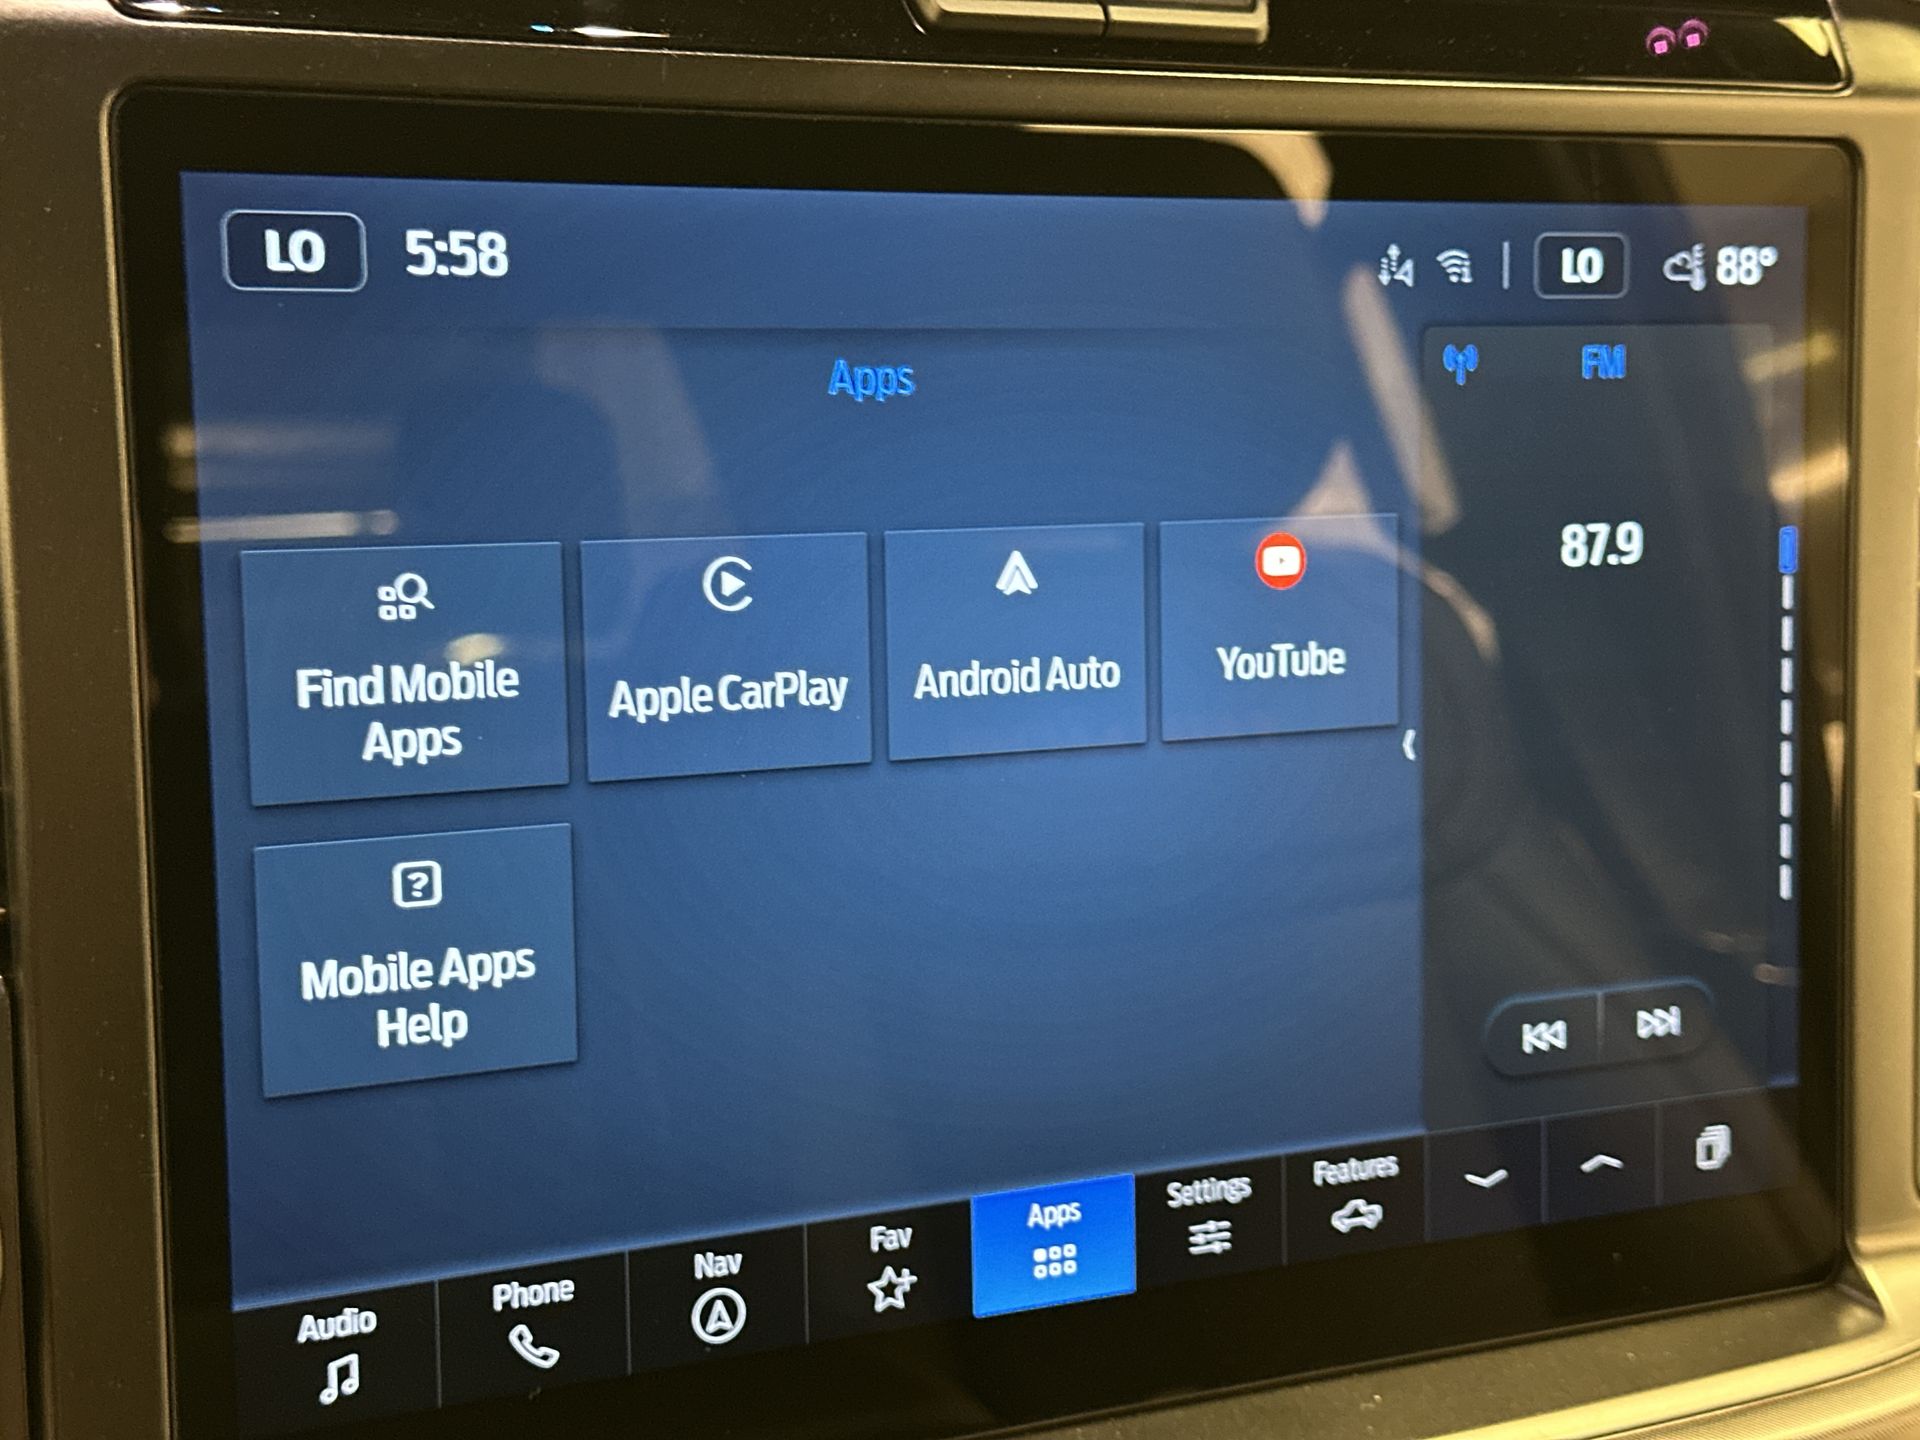 LO 5:58 LO 88°
Apps
FM
87.9
Find Mobile
Apps
Apple CarPlay
Android Auto
YouTube
Mobile Apps
Help
Audio
Phone
Nav
Fav
Apps
Settings
Features